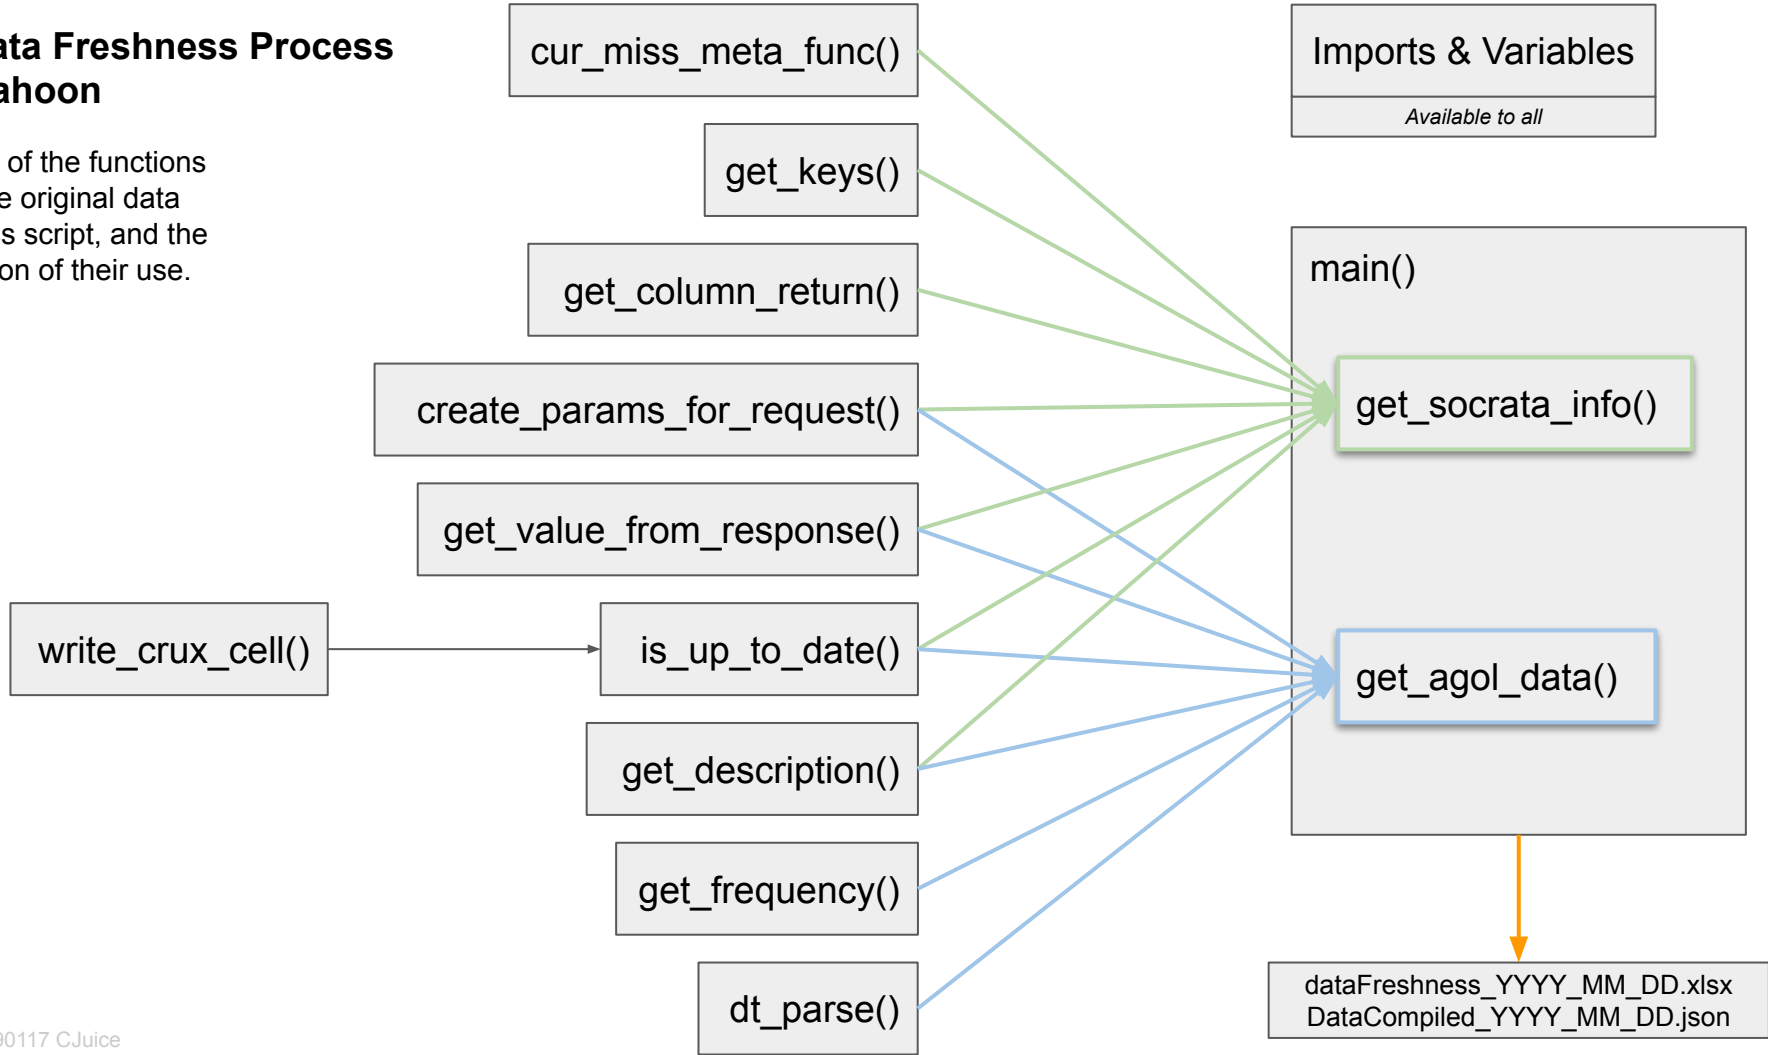 ata Freshness Process
ahoon
of the functions
e original data
s script, and the
on of their use.
cur_miss_meta_func()
get_keys()
get_column_return()
create_params_for_request()
get_value_from_response()
write_crux_cell()
is_up_to_date()
get_description()
get_frequency()
dt_parse()
Imports & Variables
Available to all
main()
get_socrata_info()
get_agol_data()
dataFreshness_YYYY_MM_DD.xlsx
DataCompiled_YYYY_MM_DD.json
90117 CJuice